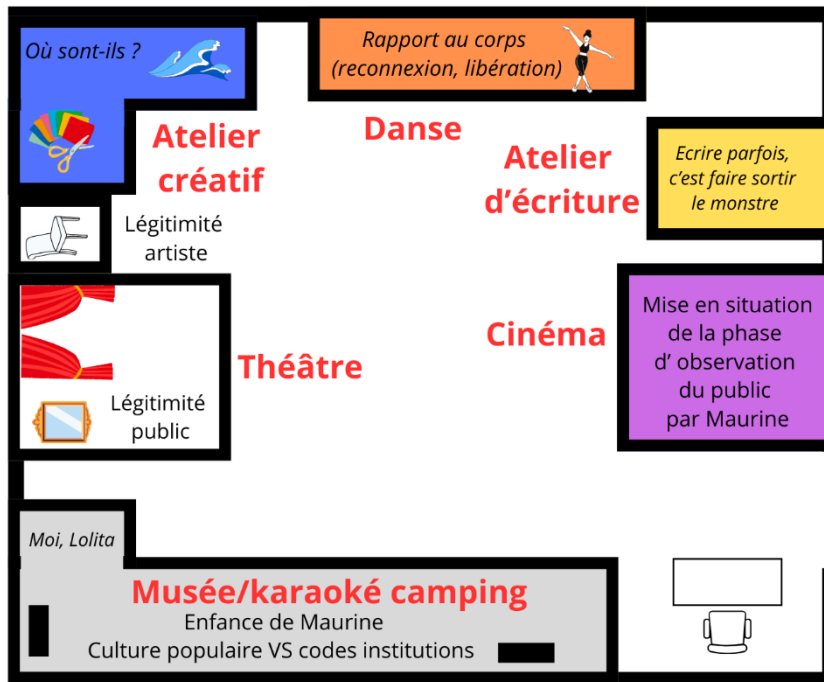 Où sont-ils ?
Atelier
créatif
Rapport au corps
(reconnexion, libération)
Danse
Atelier
d'écriture
Ecrire parfois,
c'est faire sortir
le monstre
Légitimité
artiste
Théâtre
Légitimité
public
Cinéma
Mise en situation
de la phase
d' observation
du public
par Maurine
Moi, Lolita
Musée/karaoké camping
Enfance de Maurine
Culture populaire VS codes institutions